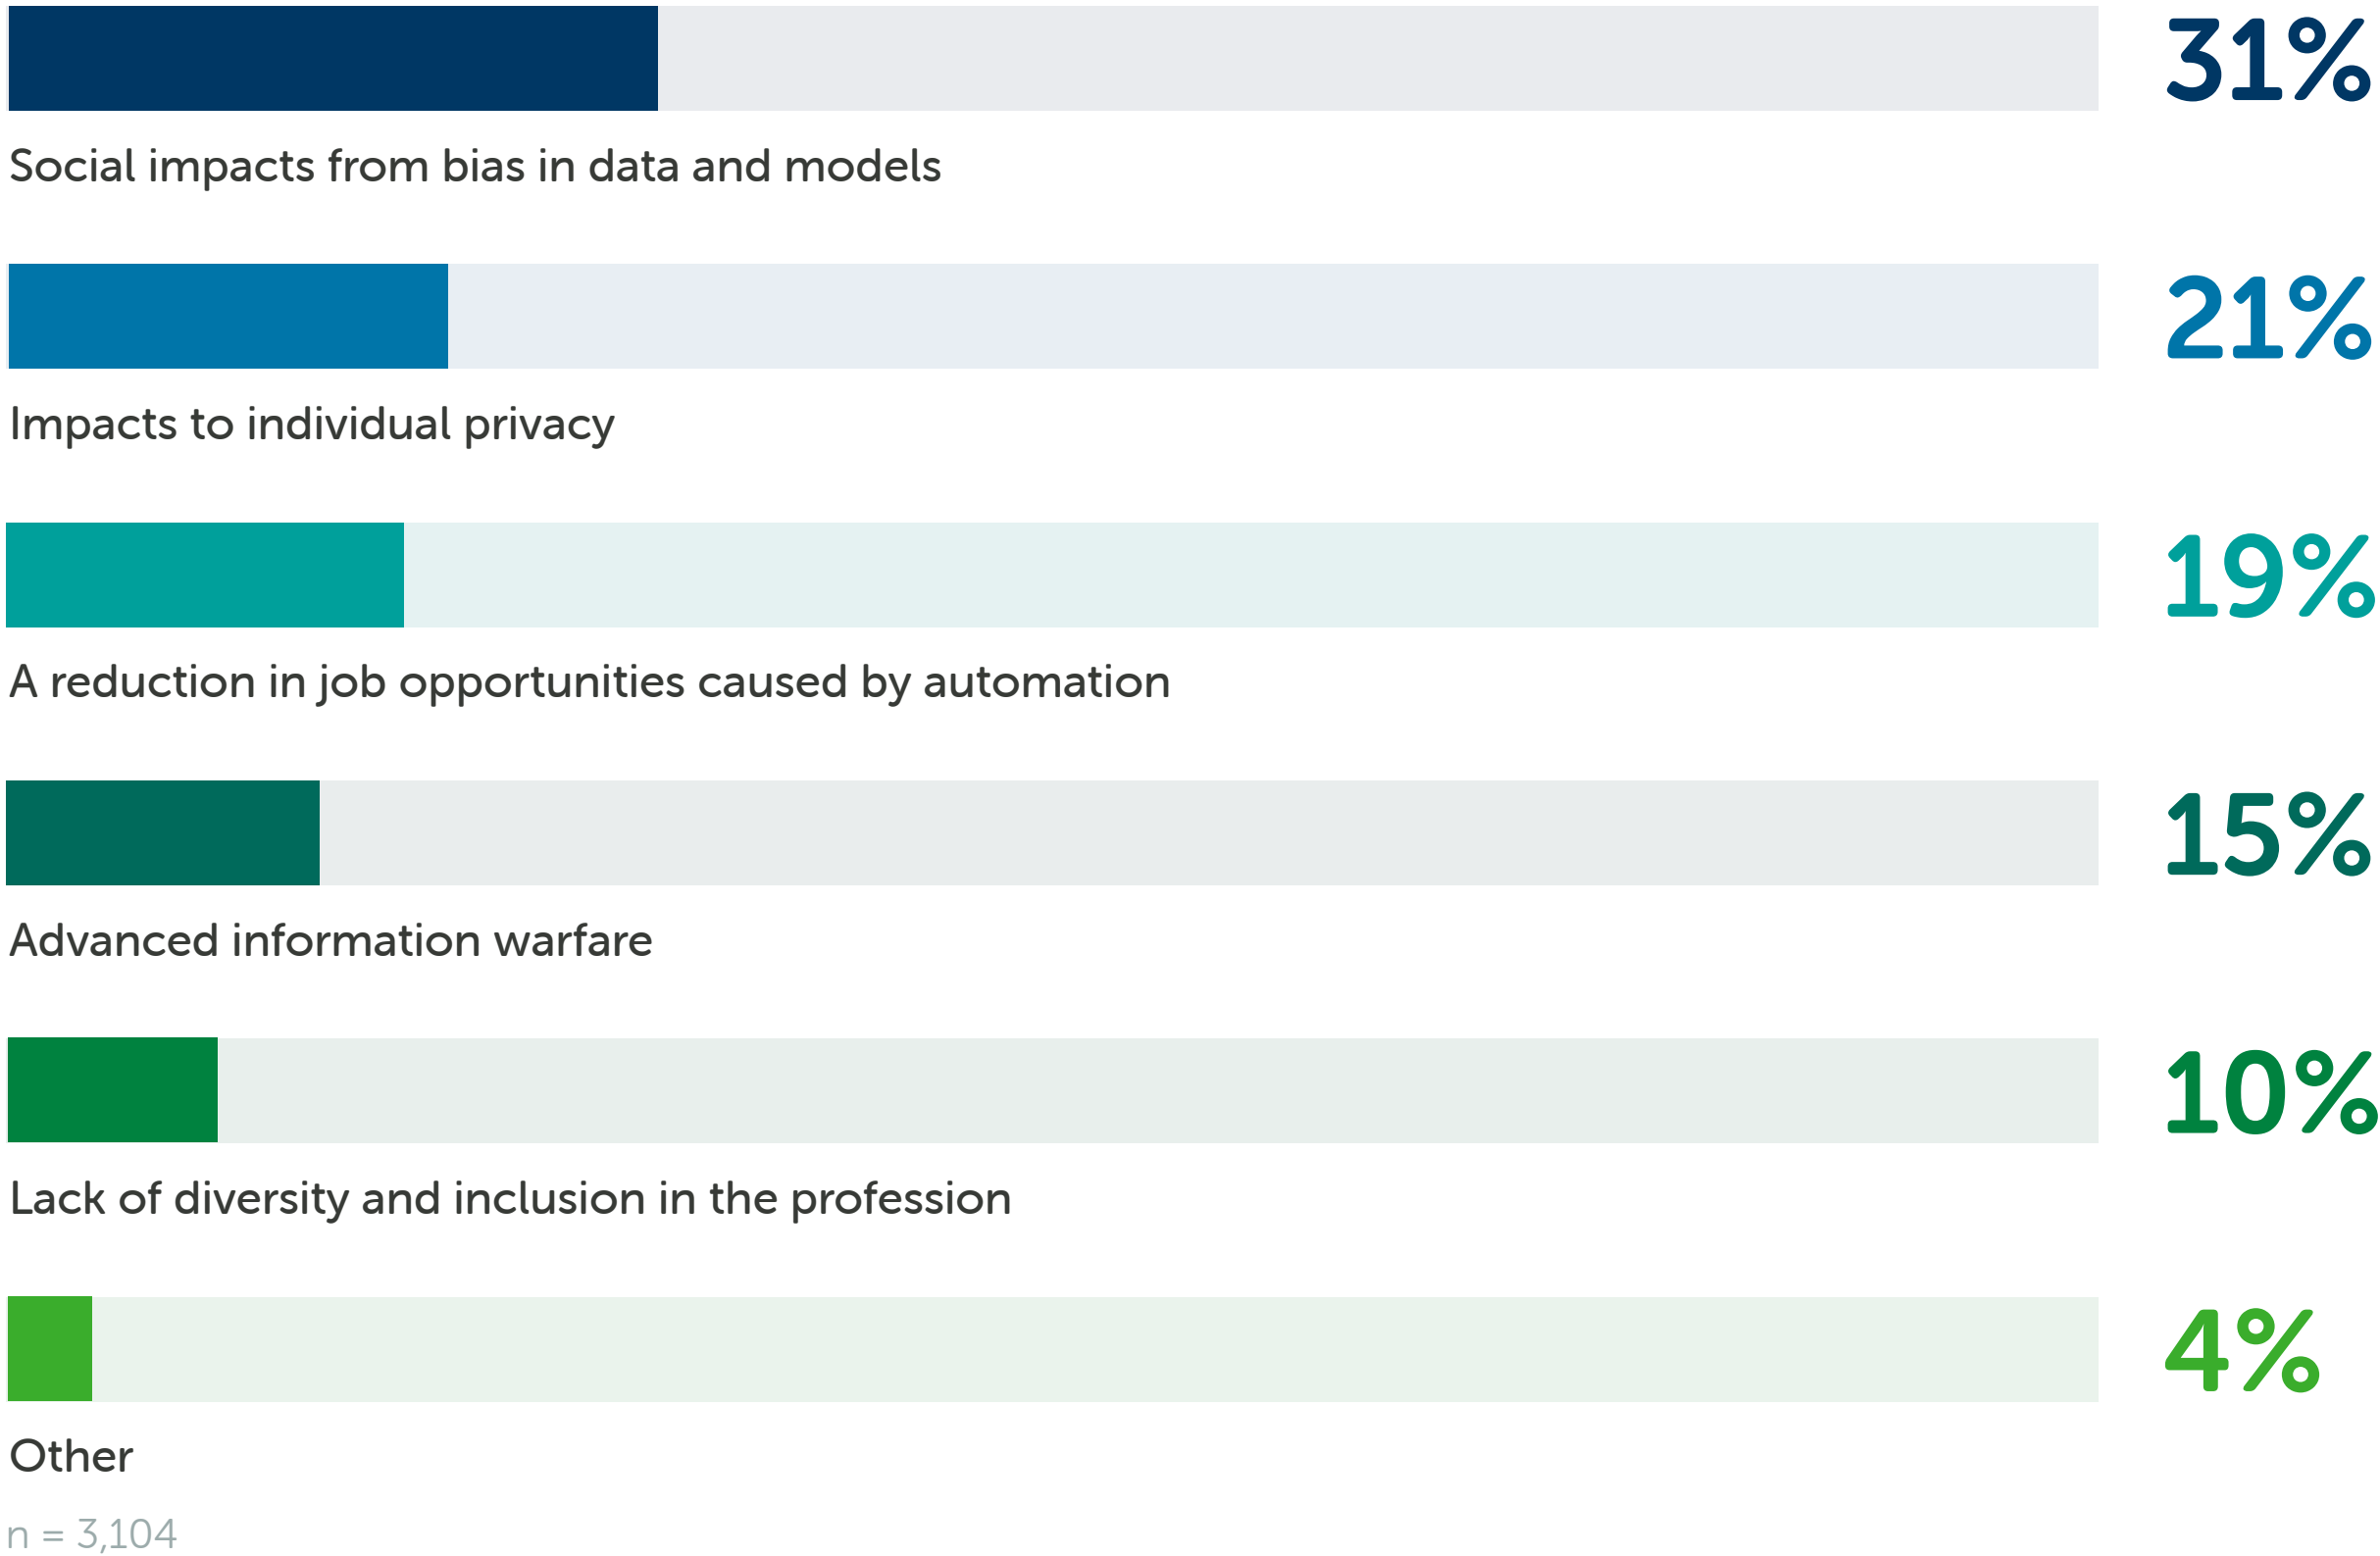 31%
Social impacts from bias in data and models
21%
Impacts to individual privacy
19%
A reduction in job opportunities caused by automation
15%
Advanced information warfare
10%
Lack of diversity and inclusion in the profession
4%
Other
n = 3,104